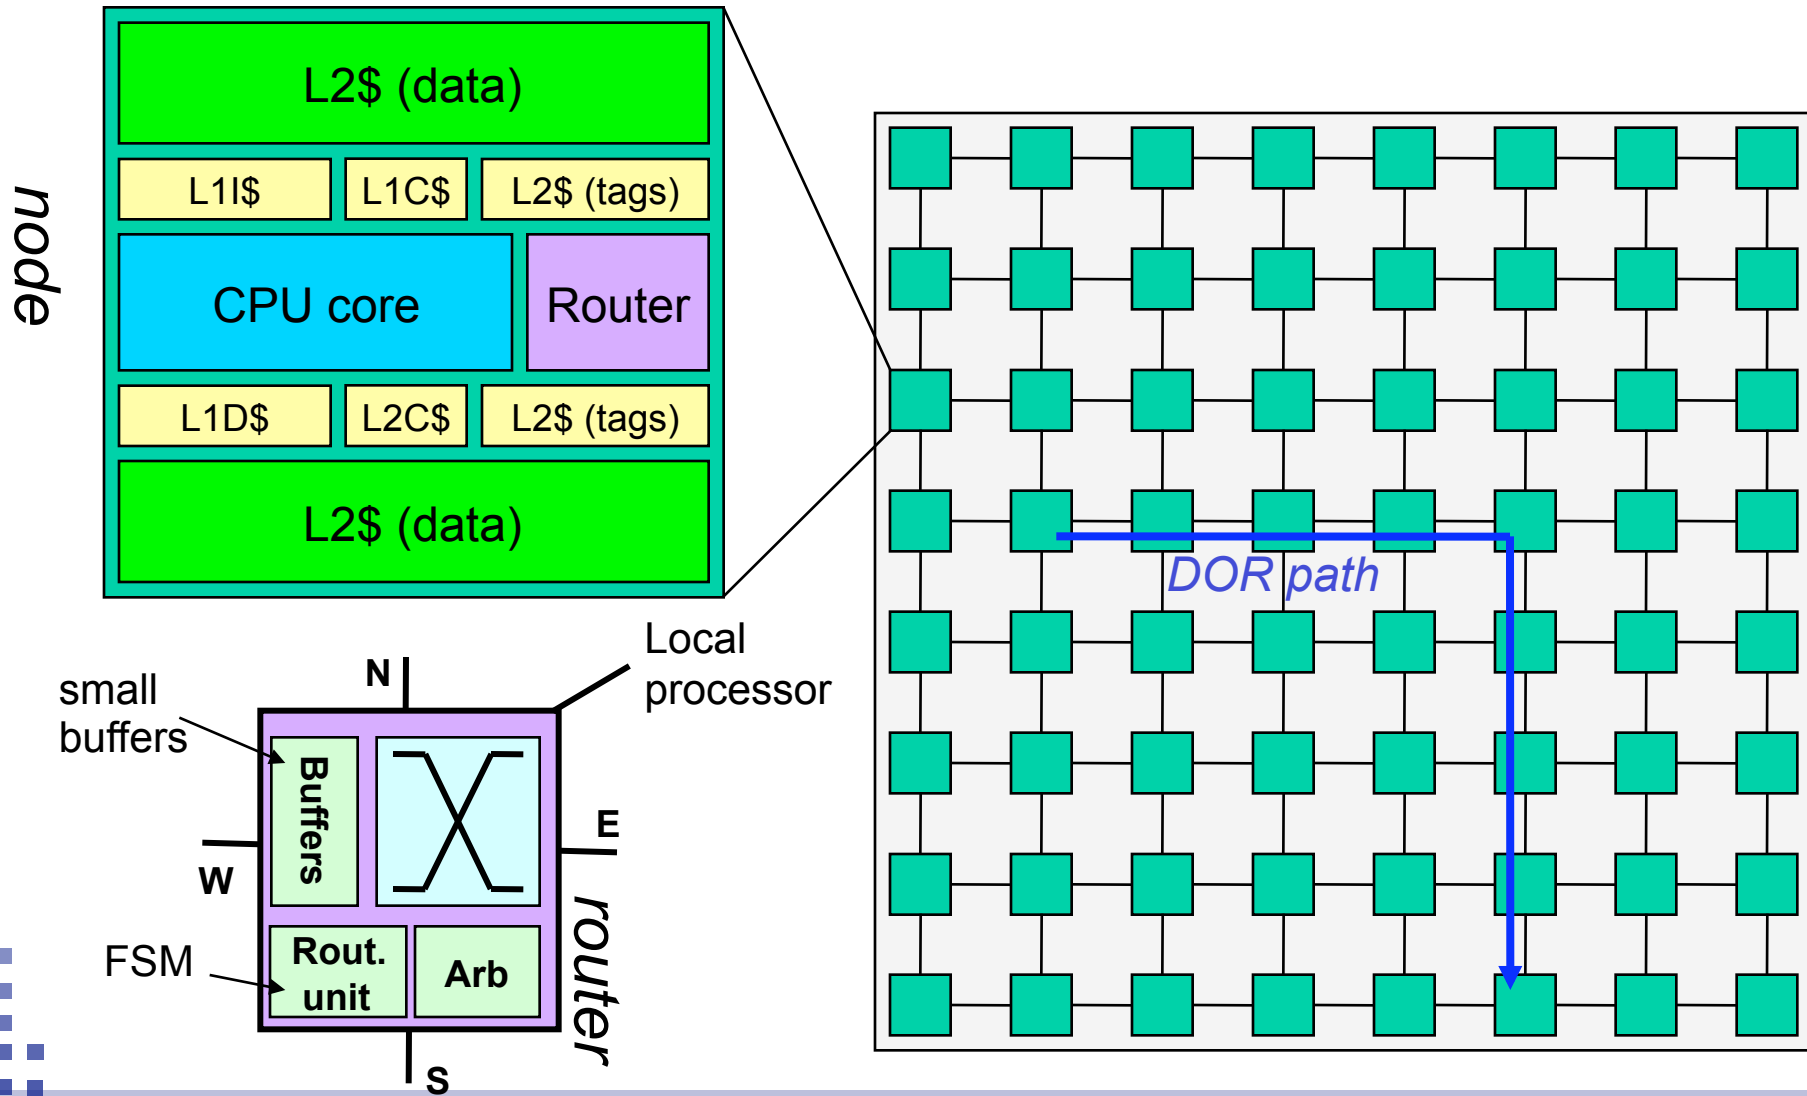 L2$ (data)
L1I$
L1C$
L2$ (tags)
node
CPU core
Router
L1D$
L2C$
L2$ (tags)
L2$ (data)
DOR path
Local
processor
small
buffers
N
Buffers
E
W
router
FSM
Rout.
unit
Arb
S